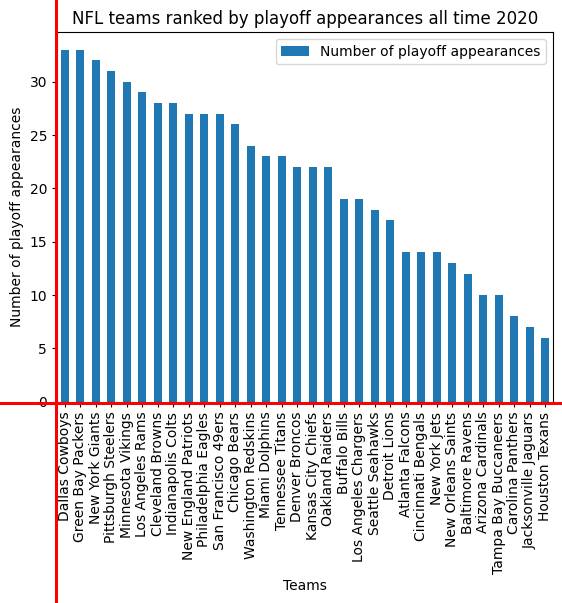 NFL teams ranked by playoff appearances all time 2020
Number of playoff appearances
Number of playoff appearances
30
25
20
15
10
5
0
Dallas Cowboys
Green Bay Packers
New York Giants
Pittsburgh Steelers
Minnesota Vikings
Los Angeles Rams
Cleveland Browns
Indianapolis Colts
New England Patriots
Philadelphia Eagles
San Francisco 49ers
Chicago Bears
Washington Redskins
Miami Dolphins
Tennessee Titans
Denver Broncos
Kansas City Chiefs
Oakland Raiders
Buffalo Bills
Los Angeles Chargers
Seattle Seahawks
Detroit Lions
Atlanta Falcons
Cincinnati Bengals
New York Jets
New Orleans Saints
Baltimore Ravens
Arizona Cardinals
Tampa Bay Buccaneers
Carolina Panthers
Jacksonville Jaguars
Houston Texans
Teams